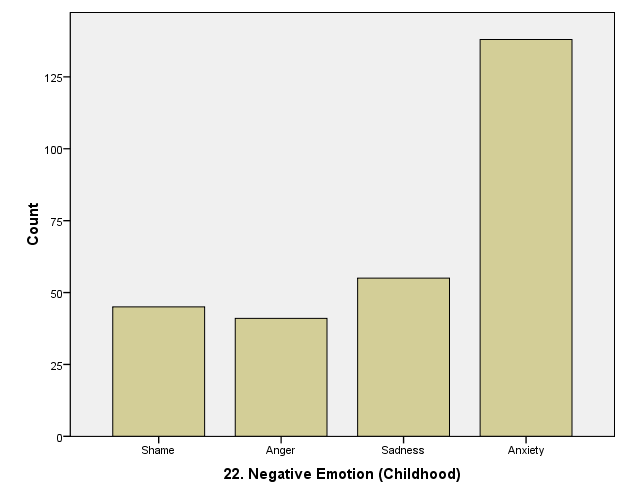 125
100
75
50
25
0
Count
Shame Anger Sadness Anxiety
22. Negative Emotion (Childhood)